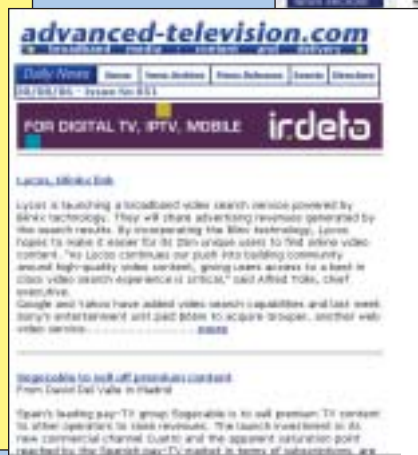 advanced-television.com
broadband media - content and delivery
Daily News Home News Archive Press Releases Search Directory
FOR DIGITAL TV, IPTV, MOBILE irdeto
Lycos, Blinkx link
Lycos is launching a broadband video search service powered by
Blinkx technology. They will share advertising revenues generated by
the search results. By incorporating the Blinkx technology, Lycos
hopes to make it easier for its 25m unique users to find online video
content. "As Lycos continues our push into building community
around high-quality video content, giving users access to a best in
class video search experience is critical," said Alfred Tolle, chief
executive.
Google and Yahoo have added video search capabilities and last week
Sony's entertainment unit paid $65m to acquire Grouper, another web
video service. more
Sogecable to sell off premium content
From David Del Valle in Madrid
Spain's leading pay-TV group Sogecable is to sell premium TV content
to other operators to raise revenues. The launch investment in its
new commercial channel Cuatro and the apparent saturation point
reached by the Spanish pay-TV market in terms of subscriptions, are